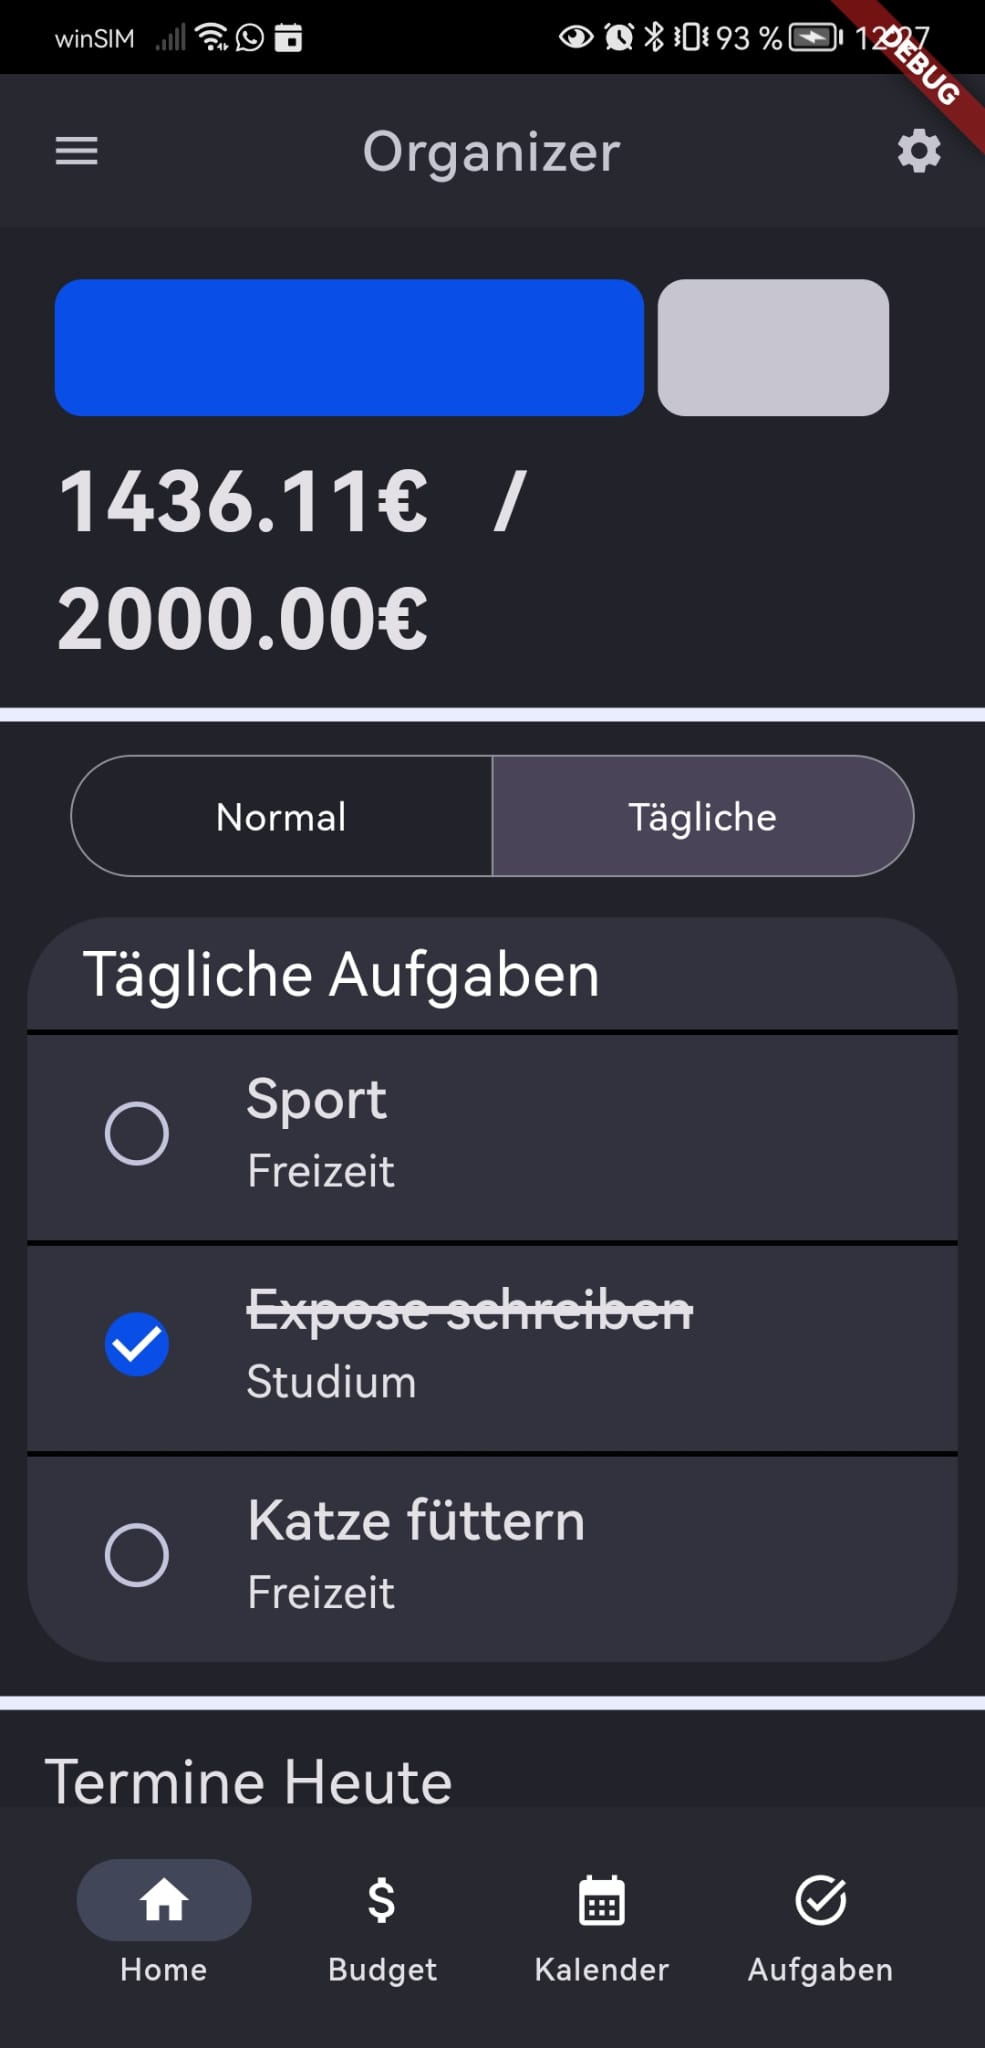 winSIM 93 % 12:27
DEBUG
Organizer
1436.11€ /
2000.00€
Normal Tägliche
Tägliche Aufgaben
Sport
Freizeit
Expose schreiben
Studium
Katze füttern
Freizeit
Termine Heute
Home Budget Kalender Aufgaben